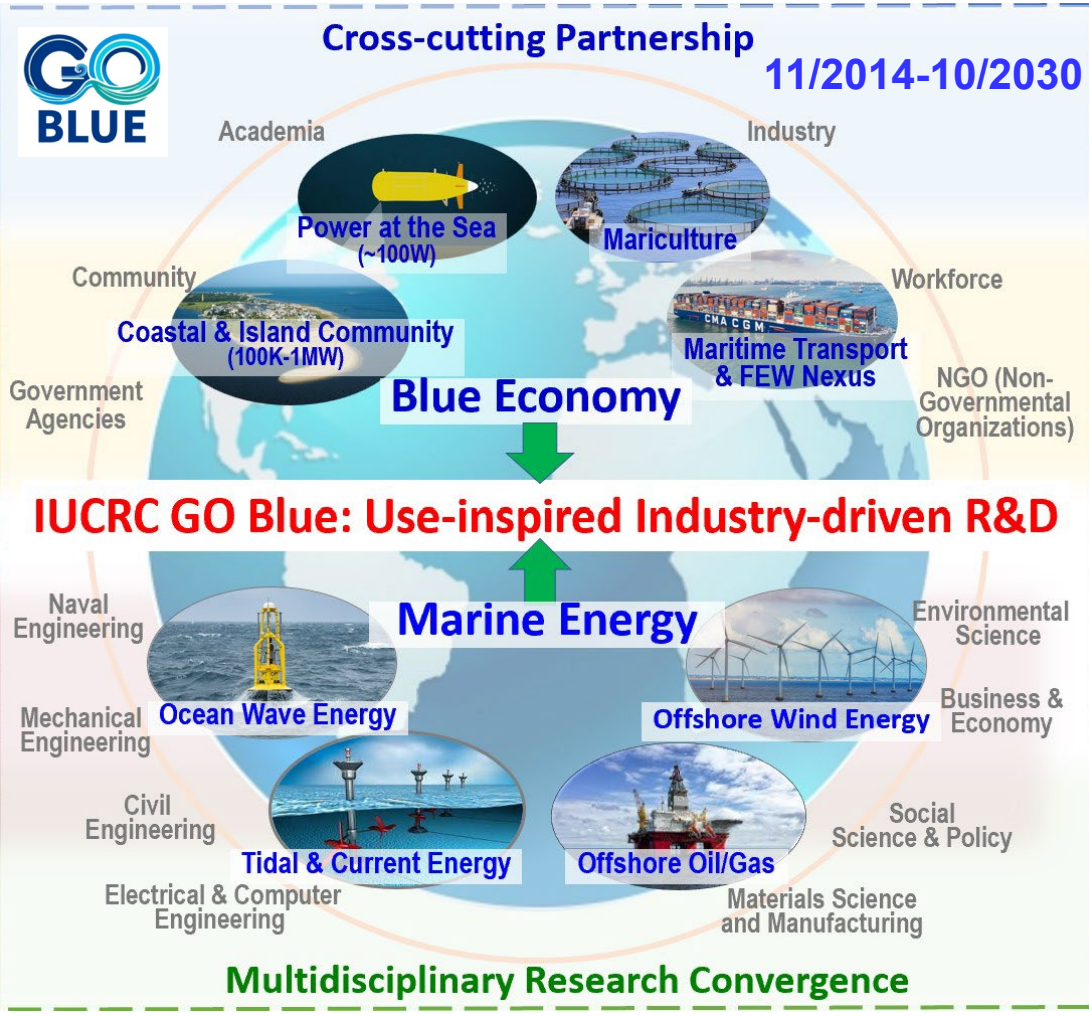 Cross-cutting Partnership
GO
BLUE
11/2014-10/2030
Academia
Industry
Power at the Sea
(~100W)
Mariculture
Community
Workforce
Coastal & Island Community
(100K-1MW)
CMA CGM
Maritime Transport
& FEW Nexus
Government
Agencies
NGO (Non-
Governmental
Organizations)
Blue Economy
IUCRC GO Blue: Use-inspired Industry-driven R&D
Marine Energy
Naval
Engineering
Environmental
Science
Mechanical
Engineering
Ocean Wave Energy
Offshore Wind Energy
Business &
Economy
Civil
Engineering
Social
Science & Policy
Tidal & Current Energy
Offshore Oil/Gas
Electrical & Computer
Engineering
Materials Science
and Manufacturing
Multidisciplinary Research Convergence